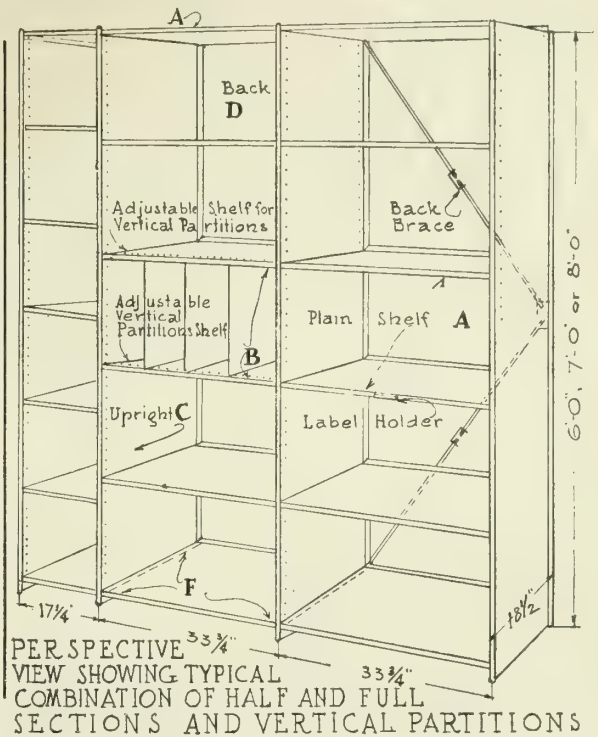 A
Back
D
Adjustable Shelf for
Vertical Partitions
Back
Brace
Adjustable
Vertical
Partitions Shelf
B
Plain Shelf A
Upright C
Label Holder
6'-0", 7'-0" or 8'-0"
F
17¼"
33¾"
33¾"
18½"
PERSPECTIVE
VIEW SHOWING TYPICAL
COMBINATION OF HALF AND FULL
SECTIONS AND VERTICAL PARTITIONS